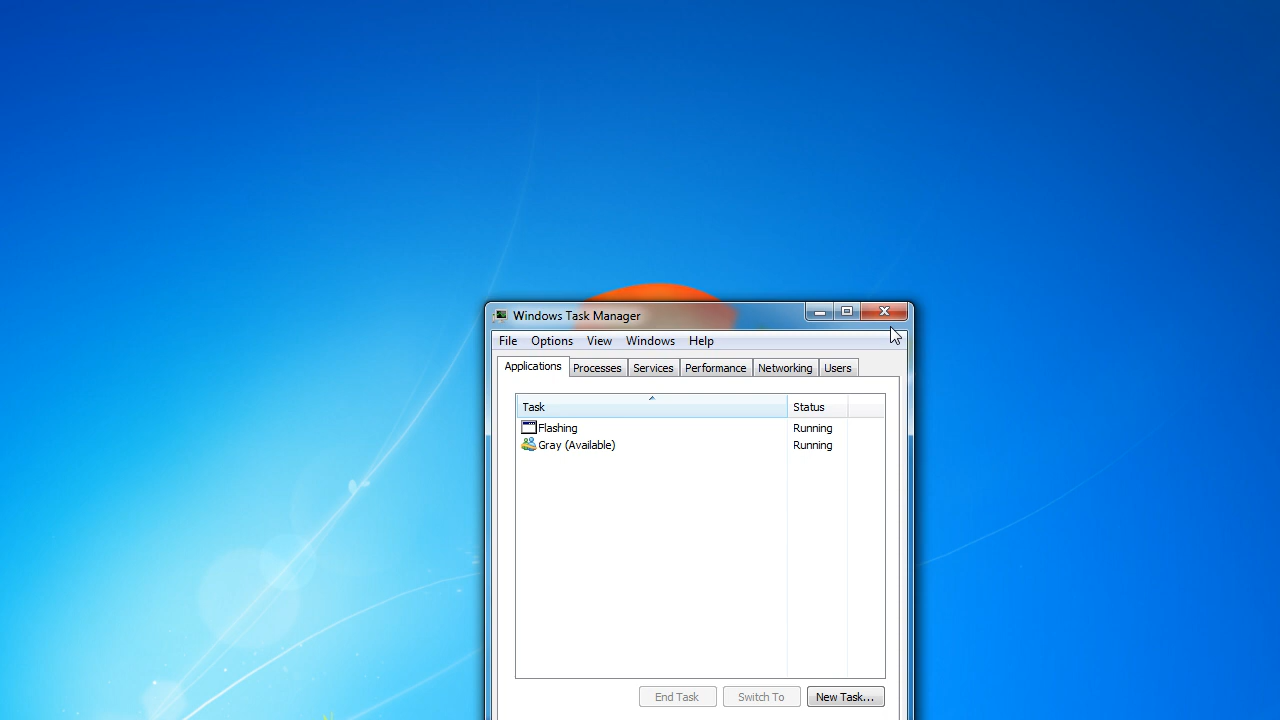 Windows Task Manager
File Options View Windows Help
Applications Processes Services Performance Networking Users
Task Status
Flashing Running
Gray (Available) Running
End Task Switch To New Task...